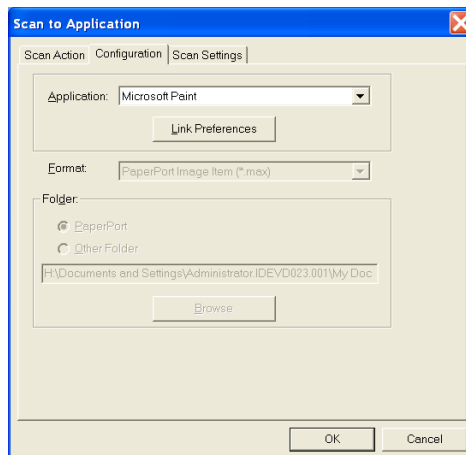 Scan to Application
Scan Action Configuration Scan Settings
Application: Microsoft Paint
Link Preferences
Format: PaperPort Image Item (*.max)
Folder:
PaperPort
Other Folder
H:\Documents and Settings\Administrator.IDEVD023.001\My Doc
Browse
OK Cancel